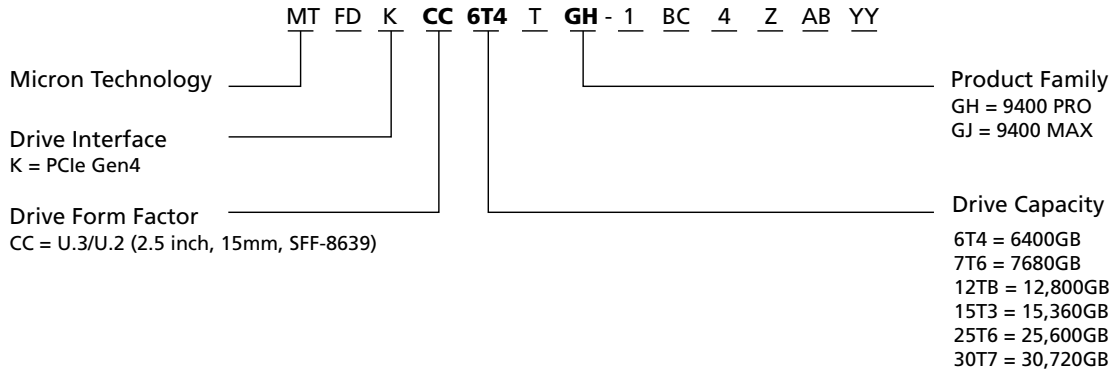 MT FD K CC 6T4 T GH - 1 BC 4 Z AB YY
Micron Technology
Drive Interface
K = PCIe Gen4
Drive Form Factor
CC = U.3/U.2 (2.5 inch, 15mm, SFF-8639)
Product Family
GH = 9400 PRO
GJ = 9400 MAX
Drive Capacity
6T4 = 6400GB
7T6 = 7680GB
12TB = 12,800GB
15T3 = 15,360GB
25T6 = 25,600GB
30T7 = 30,720GB